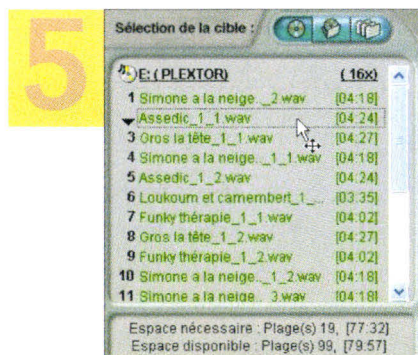 5
Sélection de la cible :
E: ( PLEXTOR) ( 16x)
1 Simone a la neige.._2.wav [04:18]
Assedic_1_1.wav [04:24]
3 Gros la tête_1_1.wav [04:27]
4 Simone a la neige.._1_1.wav [04:18]
5 Assedic_1_2.wav [04:24]
6 Loukoum et camembert_1_... [03:35]
7 Funky thérapie_1_1.wav [04:02]
8 Gros la tête_1_2.wav [04:27]
9 Funky thérapie_1_2.wav [04:02]
10 Simone a la neige.._1_2.wav [04:18]
11 Simone a la neige.._3.wav [04:18]
Espace nécessaire : Plage(s) 19, [77:32]
Espace disponible : Plage(s) 99, [79:57]